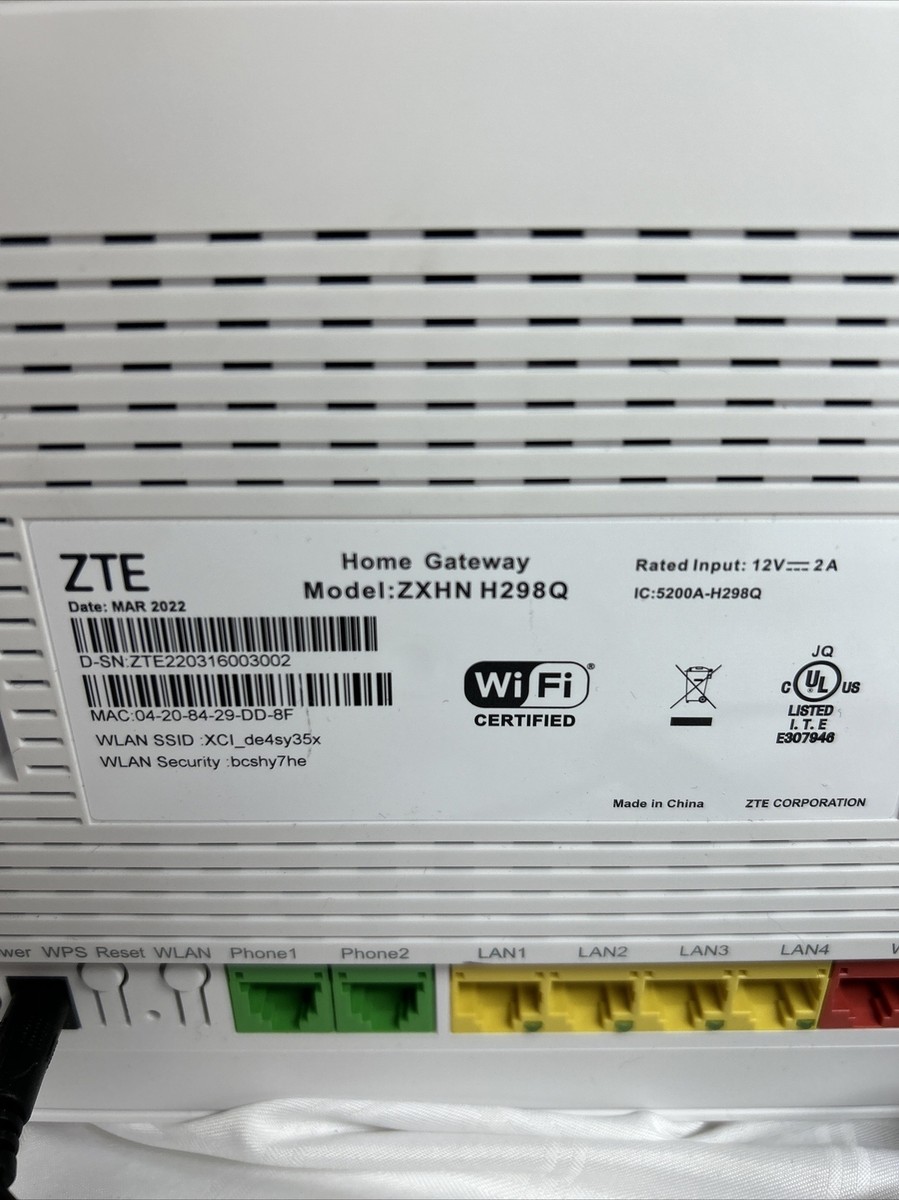 ZTE
Date: MAR 2022
D-SN:ZTE220316003002
MAC:04-20-84-29-DD-8F
WLAN SSID :XCI_de4sy35x
WLAN Security :bcshy7he
Home Gateway
Model:ZXHN H298Q
Wi Fi ®
CERTIFIED
Rated Input: 12V⎓2A
IC:5200A-H298Q
JQ
C UL US
LISTED
I. T. E
E307946
Made in China ZTE CORPORATION
wer WPS Reset WLAN Phone1 Phone2 LAN1 LAN2 LAN3 LAN4 W